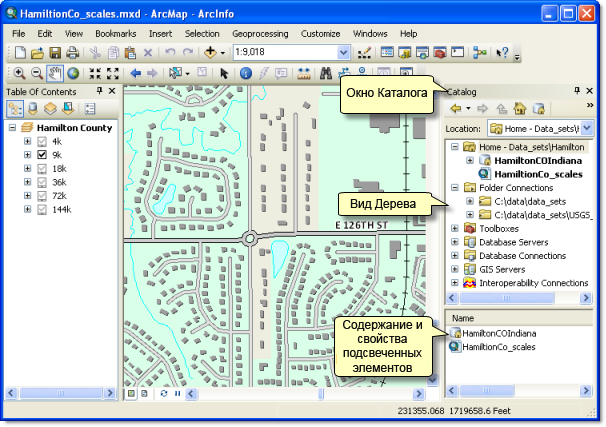 HamiltonCo_scales.mxd - ArcMap - ArcInfo
File Edit View Bookmarks Insert Selection Geoprocessing Customize Windows Help
1:9,018
Table Of Contents
Hamilton County
4k
9k
18k
36k
72k
144k
E 126TH ST
Окно Каталога
Catalog
Location: Home - Data_sets\
Home - Data_sets\Hamilton
HamiltonCOIndiana
HamiltonCo_scales
Folder Connections
Вид Дерева
C:\data\data_sets
C:\data\data_sets\USGS_
Toolboxes
Database Servers
Database Connections
GIS Servers
Interoperability Connections
Name
HamiltonCOIndiana
HamiltonCo_scales
Содержание и
свойства
подсвеченных
элементов
231355.068 1719658.6 Feet